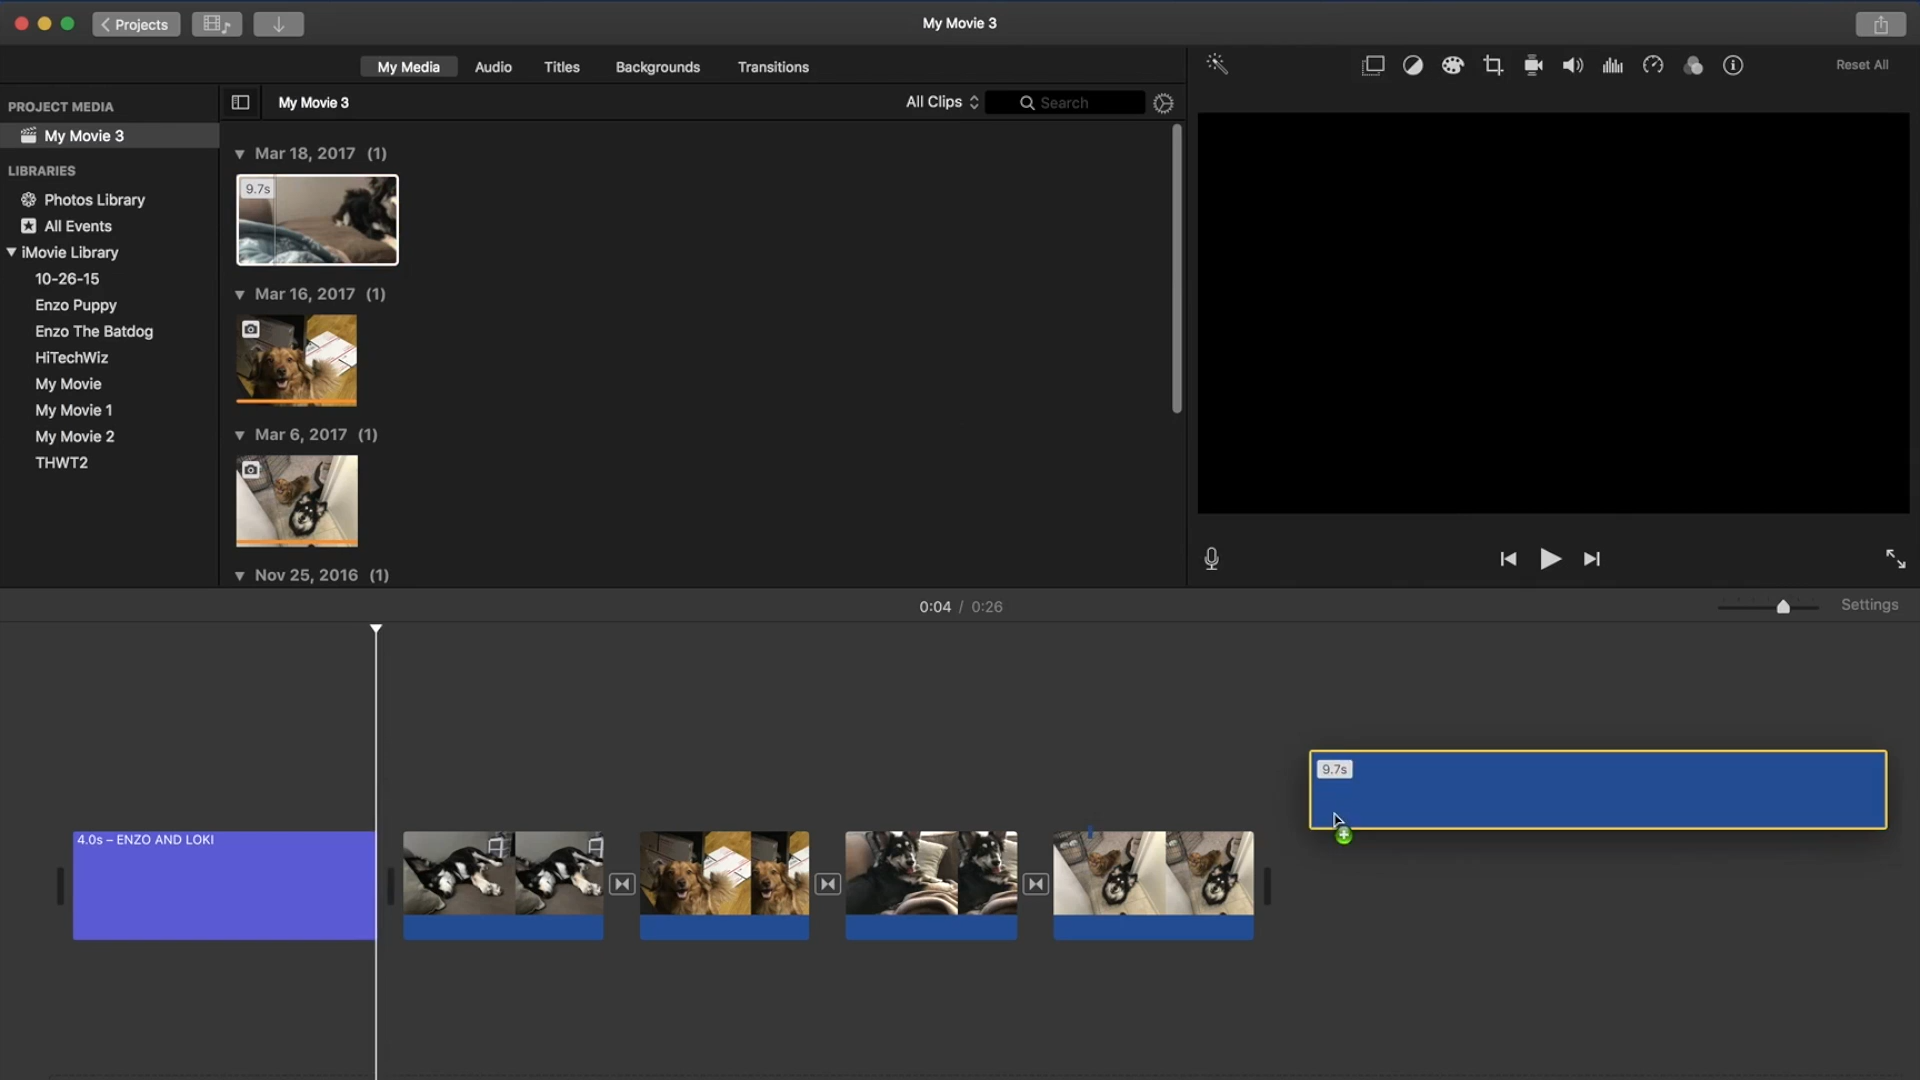 Projects
My Movie 3
My Media
Audio
Titles
Backgrounds
Transitions
Reset All
PROJECT MEDIA
My Movie 3
LIBRARIES
Photos Library
All Events
iMovie Library
10-26-15
Enzo Puppy
Enzo The Batdog
HiTechWiz
My Movie
My Movie 1
My Movie 2
THWT2
My Movie 3
All Clips
Search
Mar 18, 2017 (1)
9.7s
Mar 16, 2017 (1)
Mar 6, 2017 (1)
Nov 25, 2016 (1)
0:04 / 0:26
Settings
9.7s
4.0s – ENZO AND LOKI